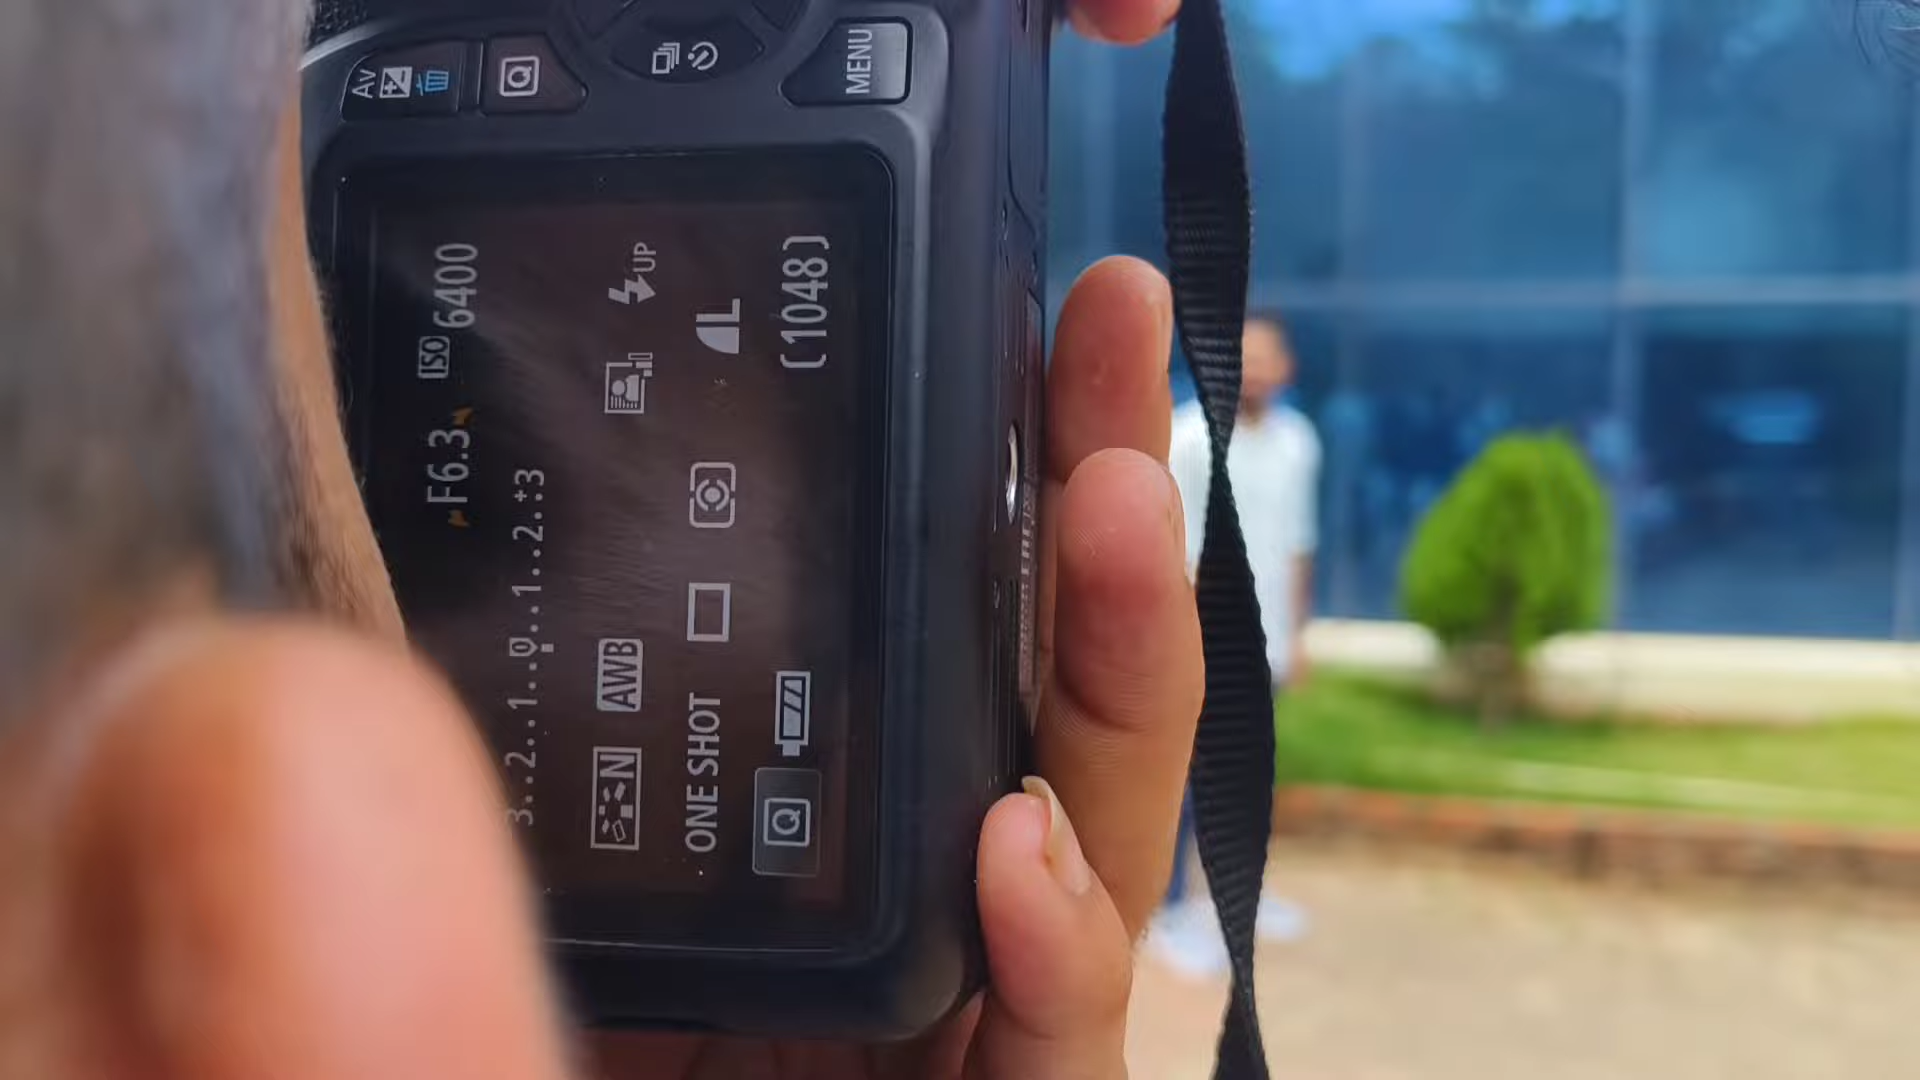 F6.3 ISO 6400
3..2..1..0..1..2.+3
N AWB UP
ONE SHOT L
Q (1048)
Av
Q
MENU